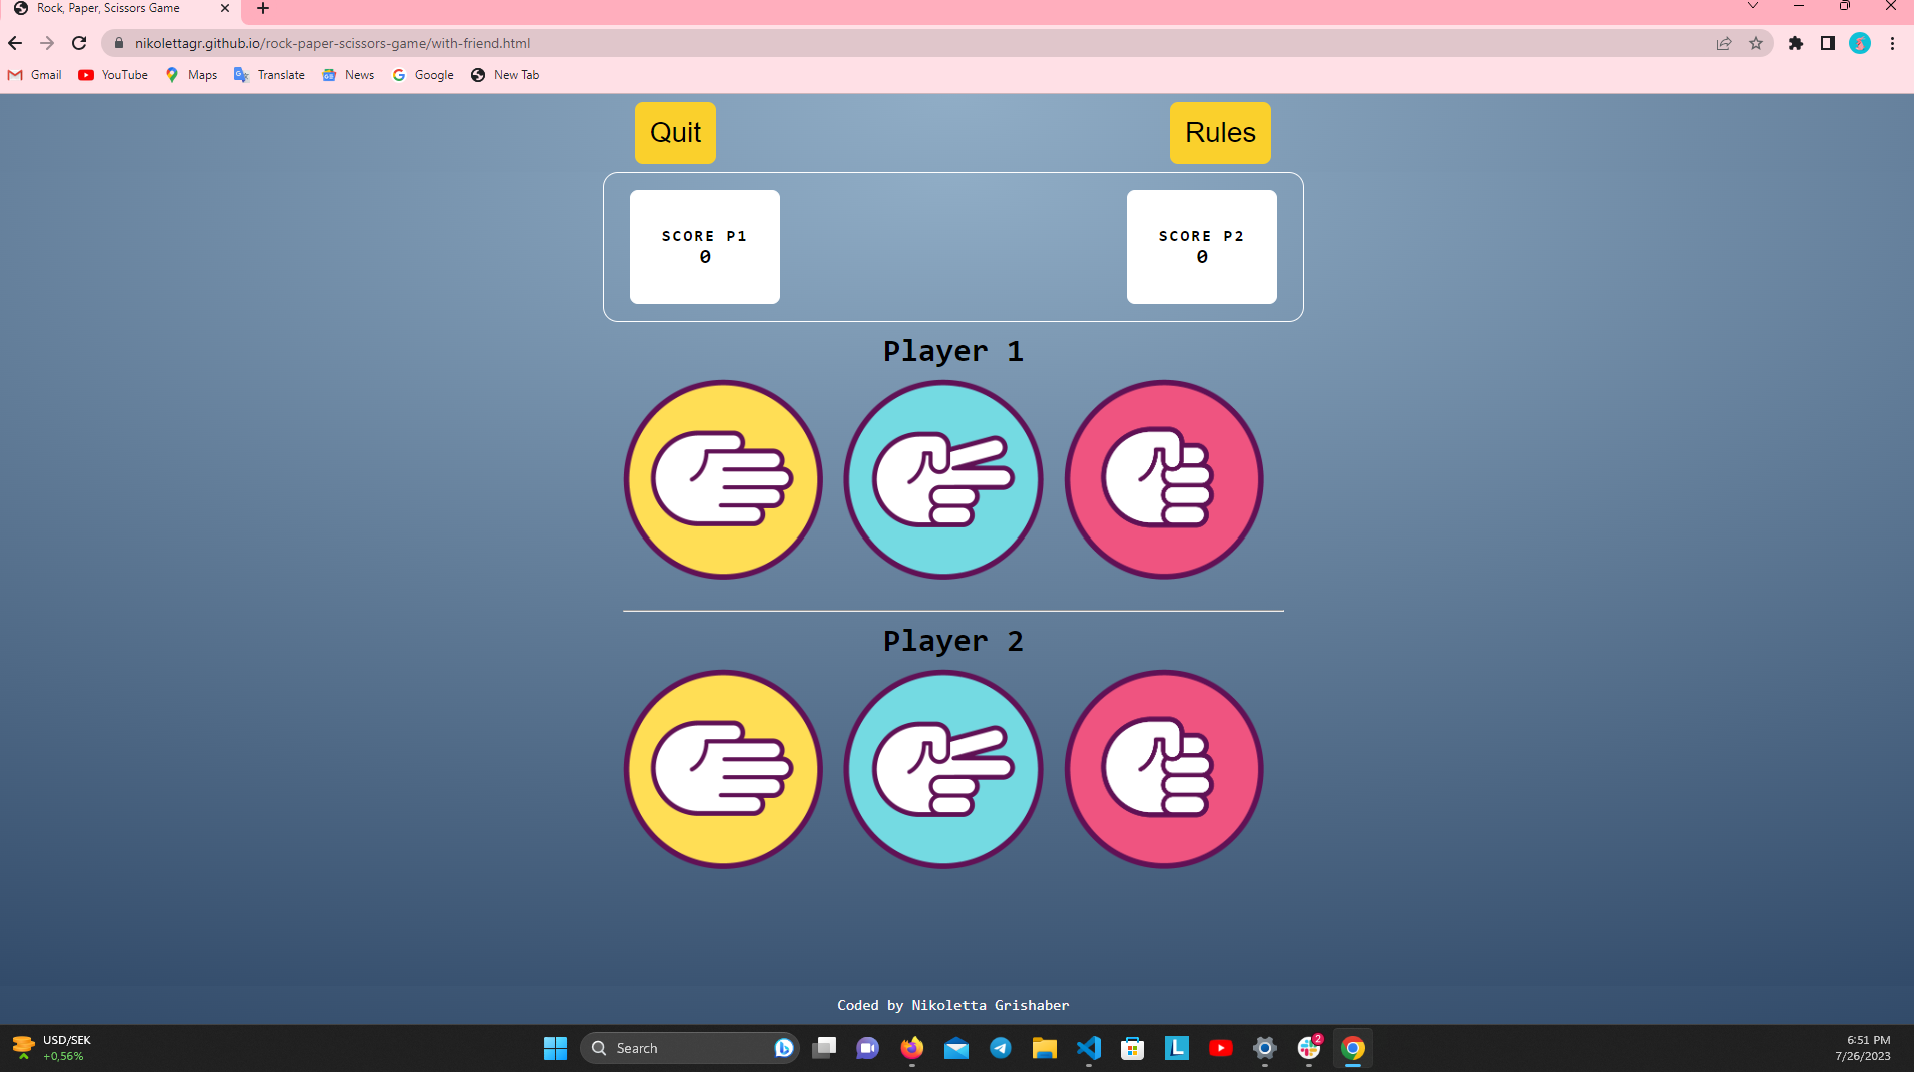 Rock, Paper, Scissors Game
nikolettagr.github.io/rock-paper-scissors-game/with-friend.html
Gmail YouTube Maps Translate News Google New Tab
Quit Rules
SCORE P1
0
SCORE P2
0
Player 1
Player 2
Coded by Nikoletta Grishaber
USD/SEK
+0,56%
Search
L
2
6:51 PM
7/26/2023